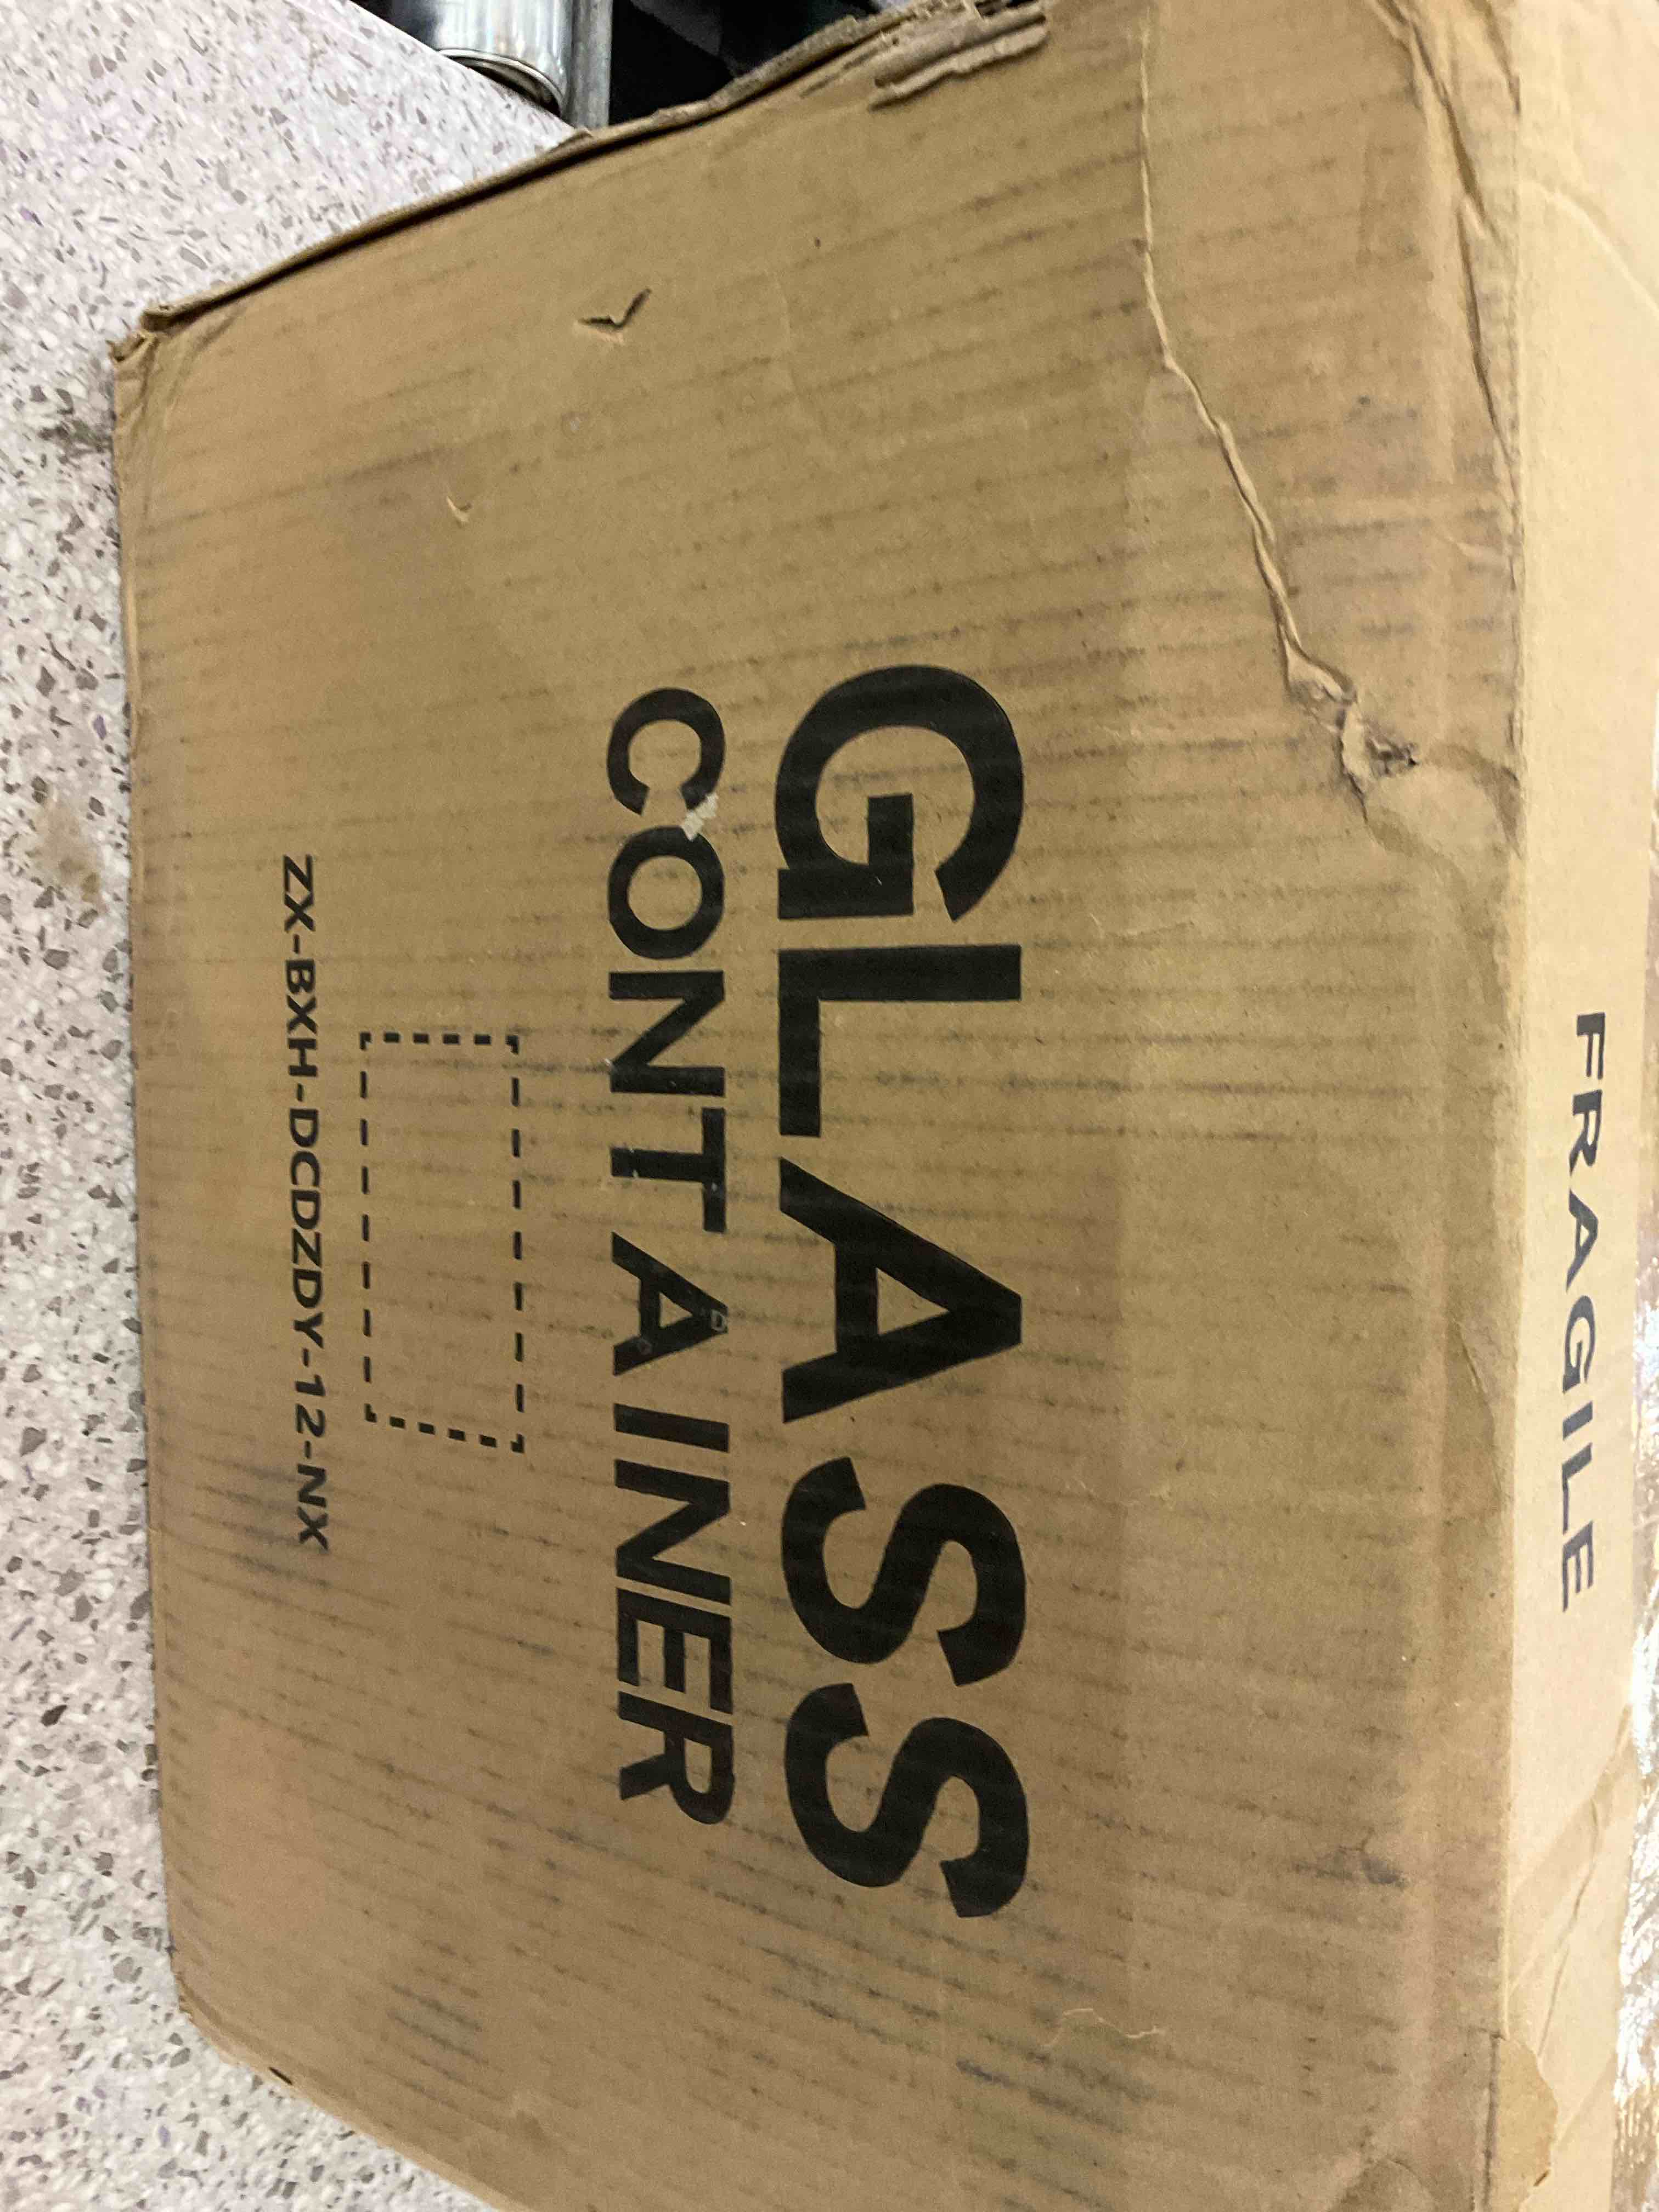 FRAGILE
GLASS
CONTAINER
ZX-BXH-DCDZDY-12-NX